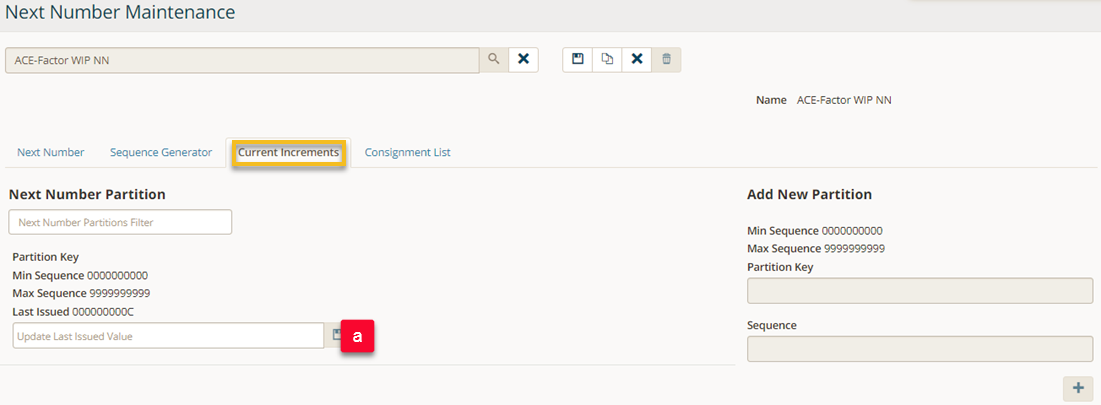 Next Number Maintenance
ACE-Factor WIP NN
Name ACE-Factor WIP NN
Next Number Sequence Generator Current Increments Consignment List
Next Number Partition
Next Number Partitions Filter
Partition Key
Min Sequence 0000000000
Max Sequence 9999999999
Last Issued 000000000C
Update Last Issued Value
a
Add New Partition
Min Sequence 0000000000
Max Sequence 9999999999
Partition Key
Sequence